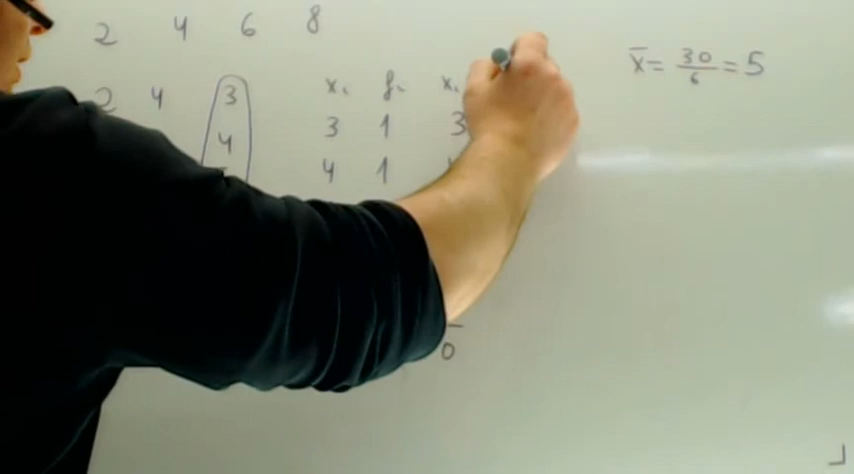 2 4 6 8
x̄ = 30/6 = 5
2 4 3 xᵢ fᵢ xᵢ
4 3 1 3
4 1
0